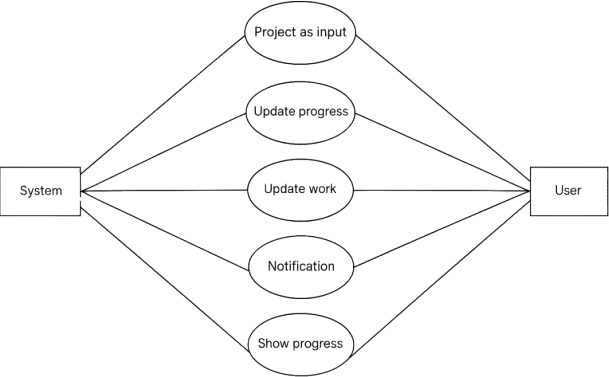 Project as input
Update progress
System
Update work
User
Notification
Show progress